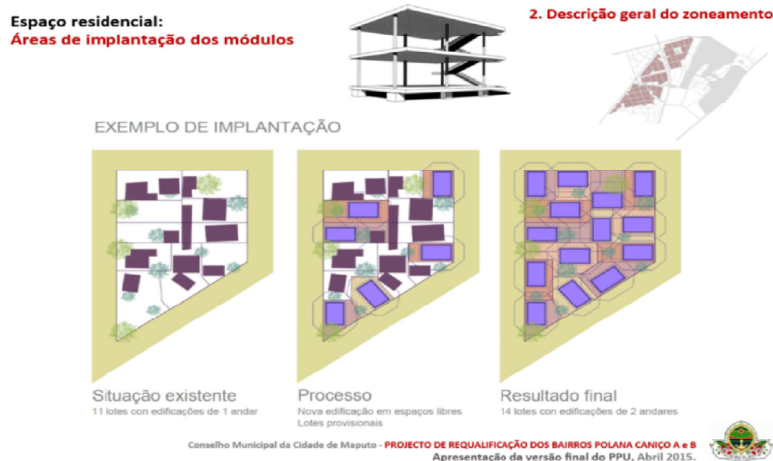 Espaço residencial:
2. Descrição geral do zoneamento
Áreas de implantação dos módulos
EXEMPLO DE IMPLANTAÇÃO
Situação existente
11 lotes con edificações de 1 andar
Processo
Nova edificação em espaços libres
Lotes provisionais
Resultado final
14 lotes con edificações de 2 andares
Conselho Municipal da Cidade de Maputo - PROJECTO DE REQUALIFICAÇÃO DOS BAIRROS POLANA CANIÇO A e B
Apresentação da versão final do PPU, Abril 2015.